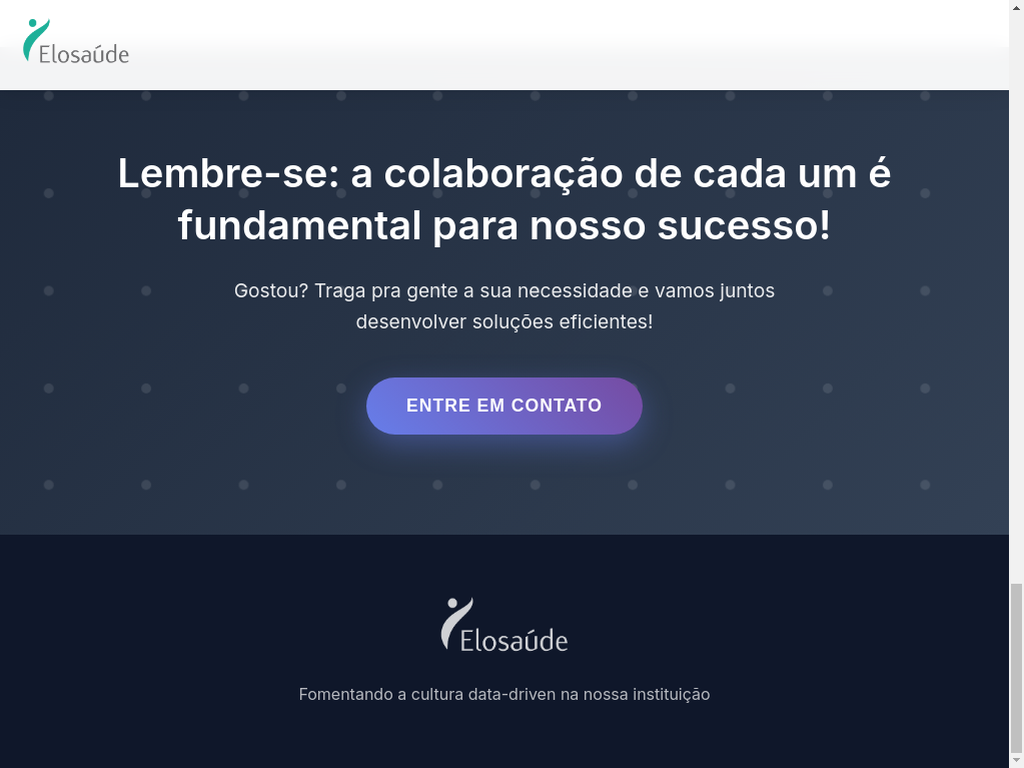 Elosaúde
Lembre-se: a colaboração de cada um é
fundamental para nosso sucesso!
Gostou? Traga pra gente a sua necessidade e vamos juntos
desenvolver soluções eficientes!
ENTRE EM CONTATO
Elosaúde
Fomentando a cultura data-driven na nossa instituição